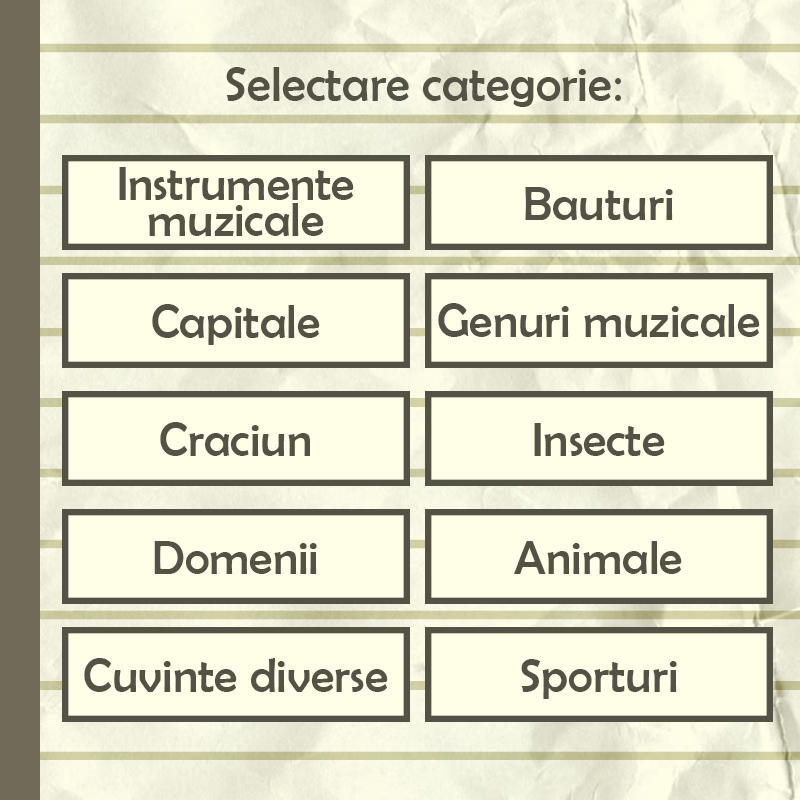 Selectare categorie:
Instrumente
muzicale
Bauturi
Capitale
Genuri muzicale
Craciun
Insecte
Domenii
Animale
Cuvinte diverse
Sporturi